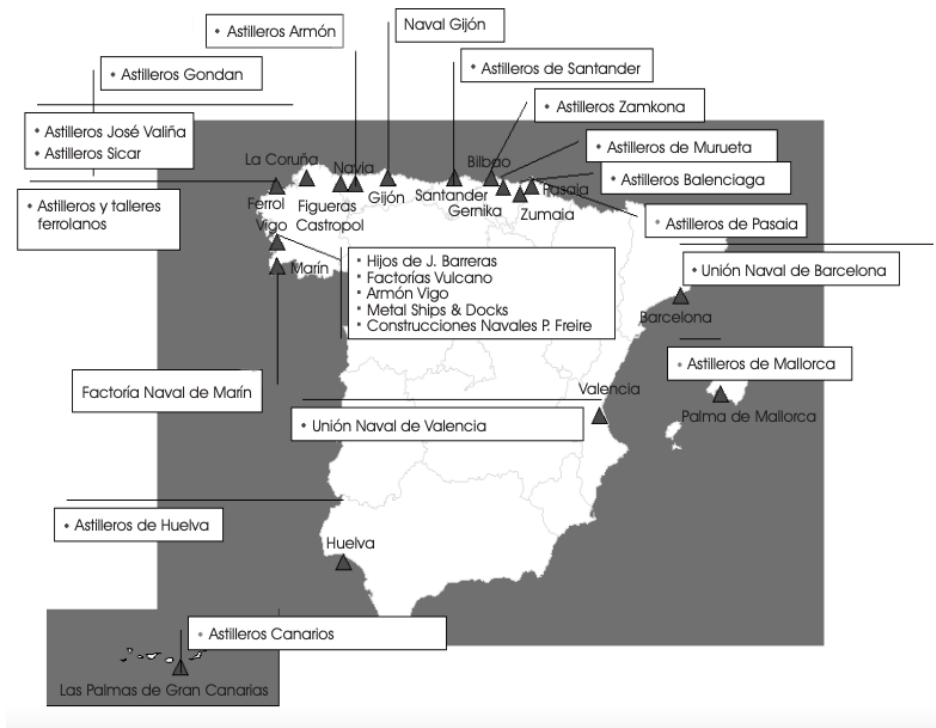 Naval Gijón
• Astilleros Armón
• Astilleros Gondan
• Astilleros de Santander
• Astilleros Zamkona
• Astilleros José Valiña
• Astilleros Sicar
• Astilleros de Murueta
• Astilleros Balenciaga
La Coruña
Navia
Bilbao
Pasaia
Ferrol
Figueras
Castropol
Gijón
Santander
Gernika
Zumaia
• Astilleros y talleres
ferrolanos
• Astilleros de Pasaia
Vigo
Marín
• Hijos de J. Barreras
• Factorías Vulcano
• Armón Vigo
• Metal Ships & Docks
• Construcciones Navales P. Freire
• Unión Naval de Barcelona
Barcelona
• Astilleros de Mallorca
Factoría Naval de Marín
Valencia
Palma de Mallorca
• Unión Naval de Valencia
• Astilleros de Huelva
Huelva
• Astilleros Canarios
Las Palmas de Gran Canarias